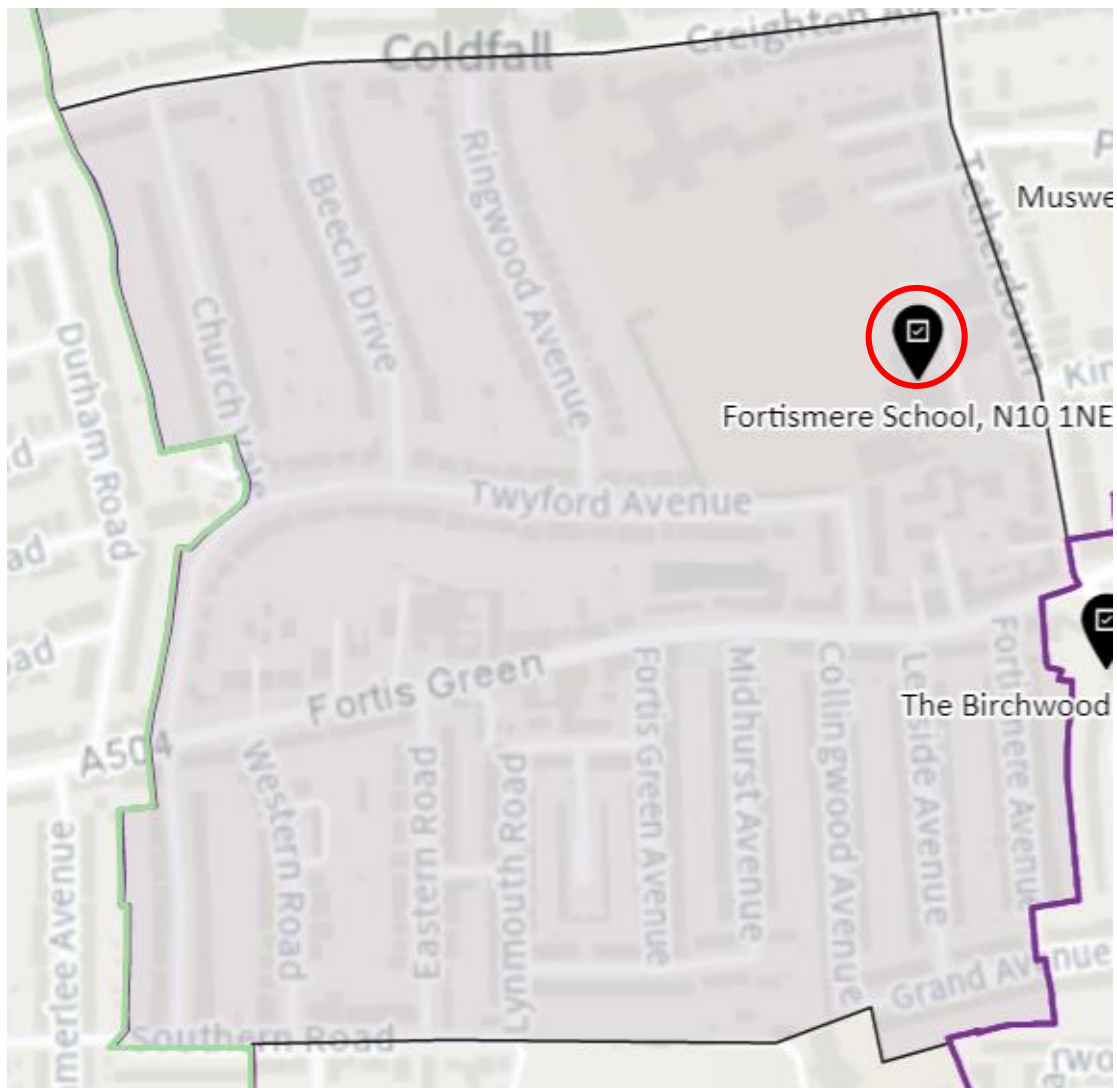 Coldfall
Creighton
Tetherdown
Ringwood Avenue
Beech Drive
Church Vale
Durham Road
Fortismere School, N10 1NE
Twyford Avenue
Fortis Green
A504
The Birchwood
Western Road
Eastern Road
Lynmouth Road
Fortis Green Avenue
Midhurst Avenue
Collingwood Avenue
Leaside Avenue
Fortismere Avenue
Grand Avenue
Southern Road